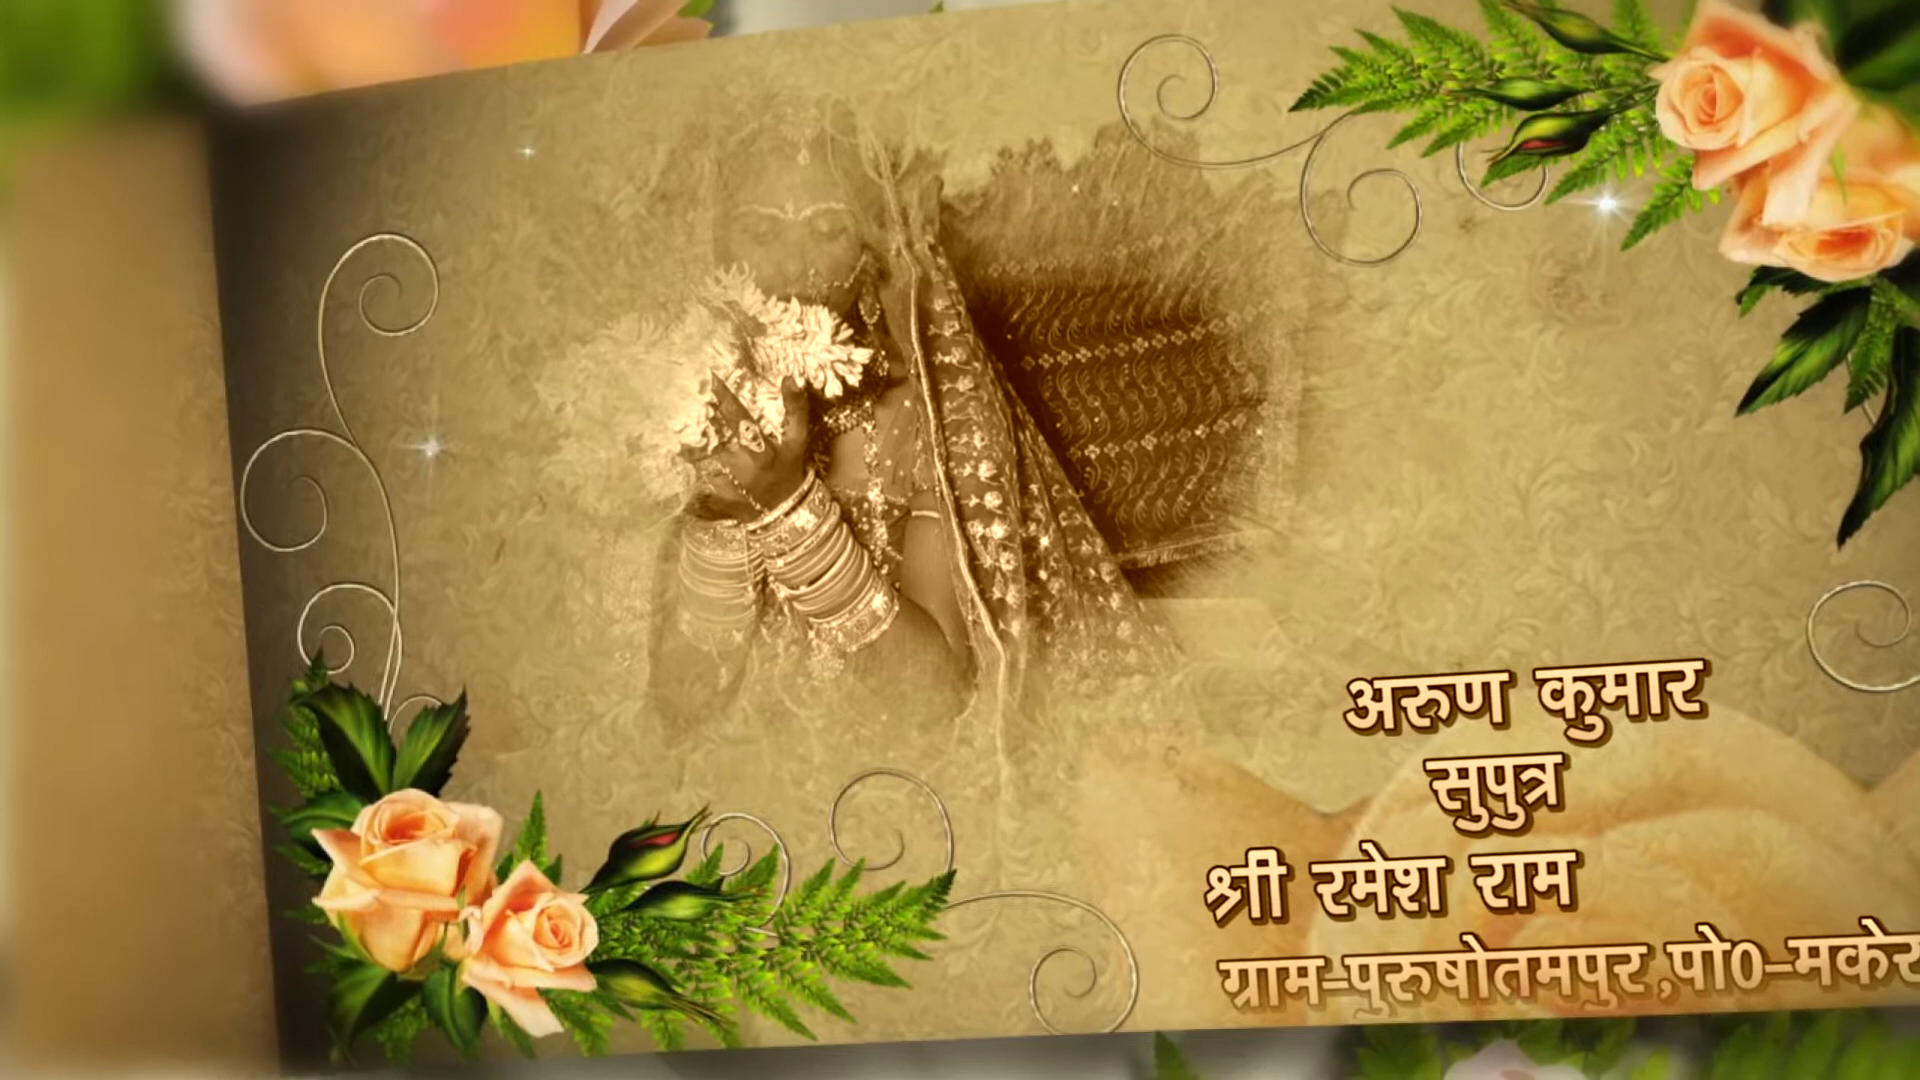 अरुण कुमार
सुपुत्र
श्री रमेश राम
ग्राम-पुरुषोतमपुर,पो0-मकेर